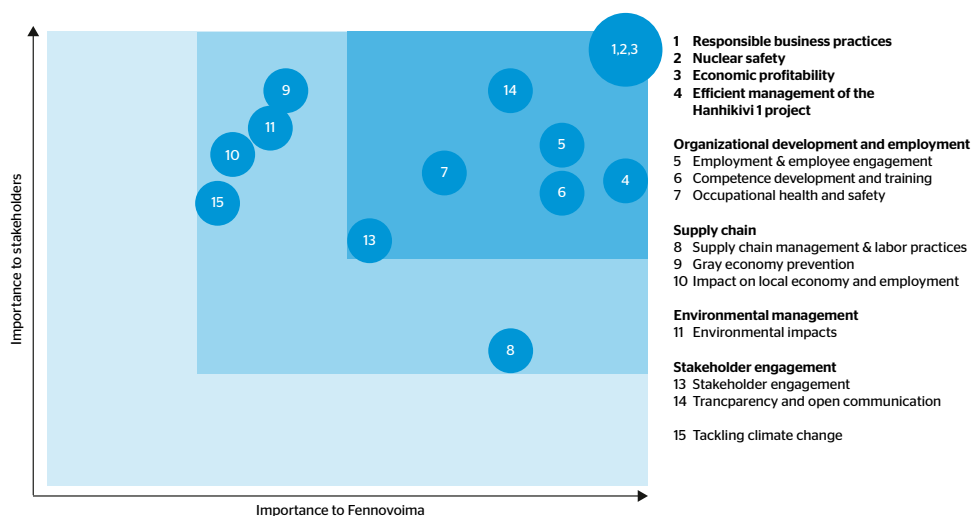 Importance to stakeholders
1,2,3
9
14
11
5
10
7
4
6
15
13
8
Importance to Fennovoima
1 Responsible business practices
2 Nuclear safety
3 Economic profitability
4 Efficient management of the
Hanhikivi 1 project
Organizational development and employment
5 Employment & employee engagement
6 Competence development and training
7 Occupational health and safety
Supply chain
8 Supply chain management & labor practices
9 Gray economy prevention
10 Impact on local economy and employment
Environmental management
11 Environmental impacts
Stakeholder engagement
13 Stakeholder engagement
14 Trancparency and open communication
15 Tackling climate change